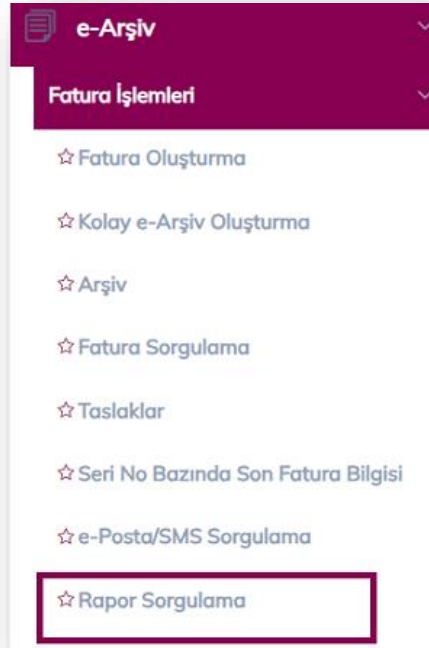 e-Arşiv
Fatura İşlemleri
Fatura Oluşturma
Kolay e-Arşiv Oluşturma
Arşiv
Fatura Sorgulama
Taslaklar
Seri No Bazında Son Fatura Bilgisi
e-Posta/SMS Sorgulama
Rapor Sorgulama